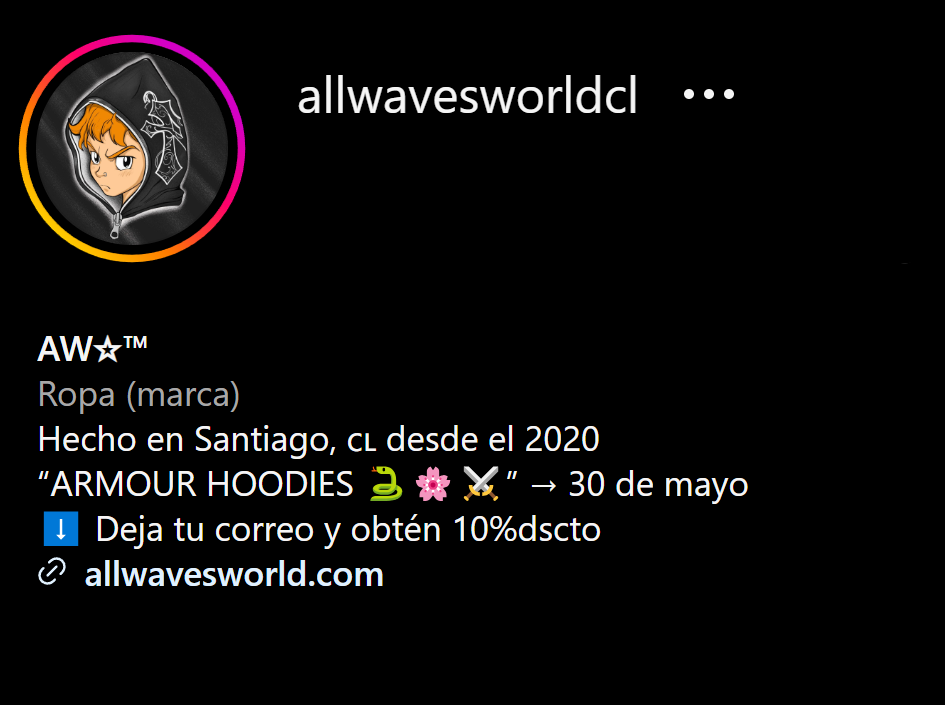 allwavesworldcl
AW☆™
Ropa (marca)
Hecho en Santiago, ᴄʟ desde el 2020
“ARMOUR HOODIES 🐍🌸⚔️” → 30 de mayo
⬇️ Deja tu correo y obtén 10%dscto
allwavesworld.com